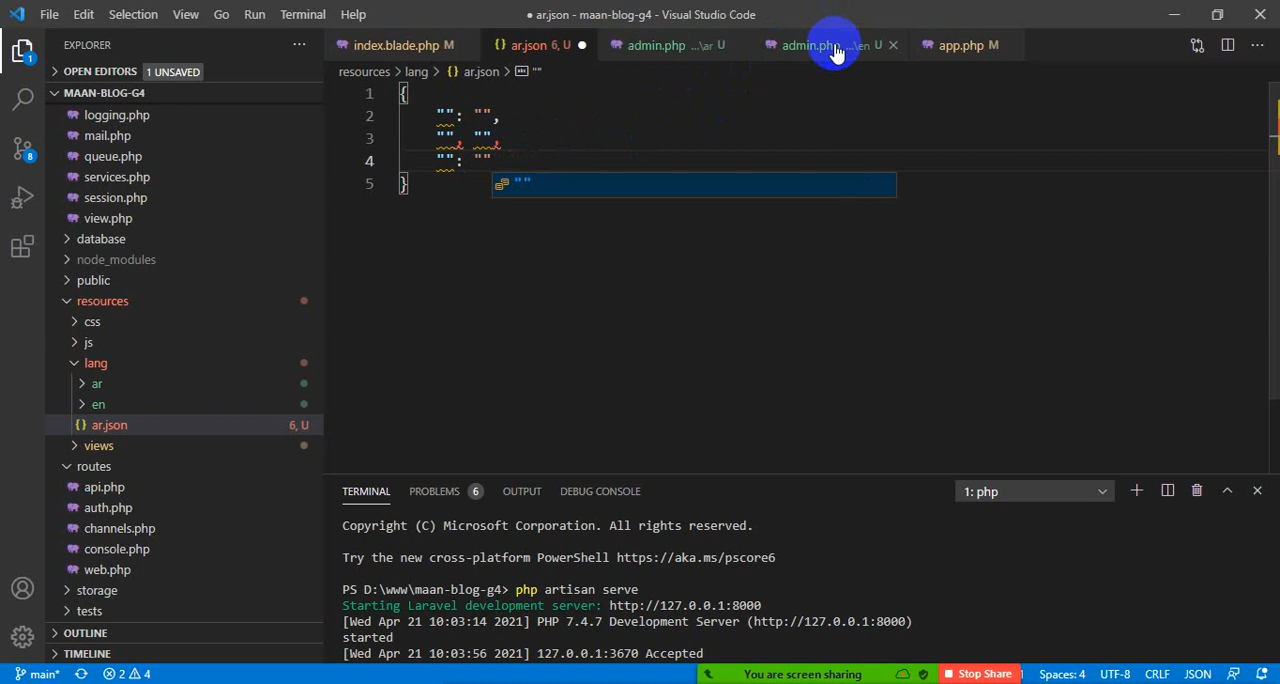 File Edit Selection View Go Run Terminal Help
● ar.json - maan-blog-g4 - Visual Studio Code
EXPLORER ···
OPEN EDITORS 1 UNSAVED
MAAN-BLOG-G4
logging.php
mail.php
queue.php
services.php
session.php
view.php
database
node_modules
public
resources
css
js
lang
ar
en
{} ar.json 6, U
views
routes
api.php
auth.php
channels.php
console.php
web.php
storage
tests
OUTLINE
TIMELINE
index.blade.php M {} ar.json 6, U ● admin.php ...\ar U admin.php ...\en U app.php M
resources > lang > {} ar.json > ""
1 {
2 "": "",
3 "", "",
4 "": ""
5 }
""
TERMINAL PROBLEMS 6 OUTPUT DEBUG CONSOLE 1: php
Copyright (C) Microsoft Corporation. All rights reserved.
Try the new cross-platform PowerShell https://aka.ms/pscore6
PS D:\www\maan-blog-g4> php artisan serve
Starting Laravel development server: http://127.0.0.1:8000
[Wed Apr 21 10:03:14 2021] PHP 7.4.7 Development Server (http://127.0.0.1:8000)
started
[Wed Apr 21 10:03:56 2021] 127.0.0.1:3670 Accepted
1
8
main* 2 4 You are screen sharing Stop Share Spaces: 4 UTF-8 CRLF JSON